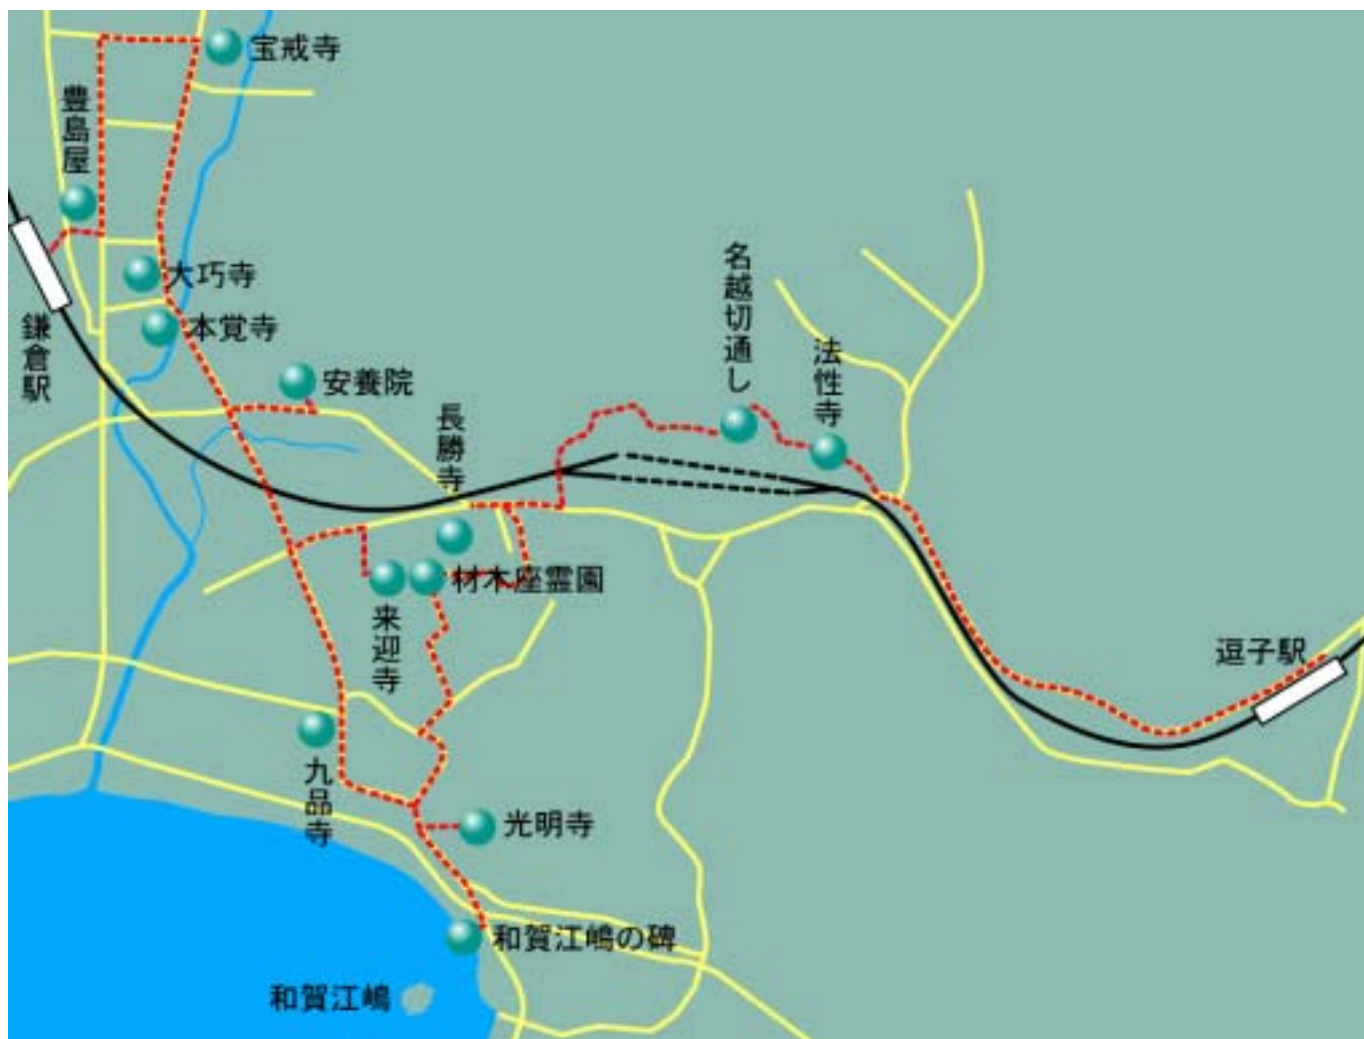 宝戒寺
豊島屋
大巧寺
本覚寺
鎌倉駅
安養院
長勝寺
名越切通し
法性寺
材木座霊園
来迎寺
逗子駅
九品寺
光明寺
和賀江嶋の碑
和賀江嶋